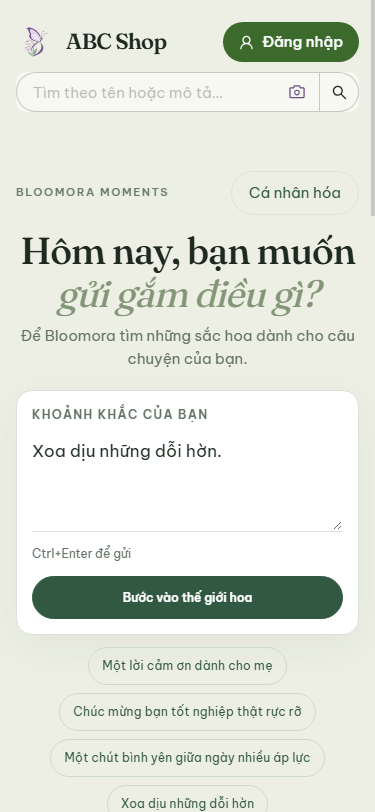 ABC Shop
Đăng nhập
Tìm theo tên hoặc mô tả...
BLOOMORA MOMENTS
Cá nhân hóa
Hôm nay, bạn muốn
gửi gắm điều gì?
Để Bloomora tìm những sắc hoa dành cho câu
chuyện của bạn.
KHOẢNH KHẮC CỦA BẠN
Xoa dịu những dỗi hờn.
Ctrl+Enter để gửi
Bước vào thế giới hoa
Một lời cảm ơn dành cho mẹ
Chúc mừng bạn tốt nghiệp thật rực rỡ
Một chút bình yên giữa ngày nhiều áp lực
Xoa dịu những dỗi hờn